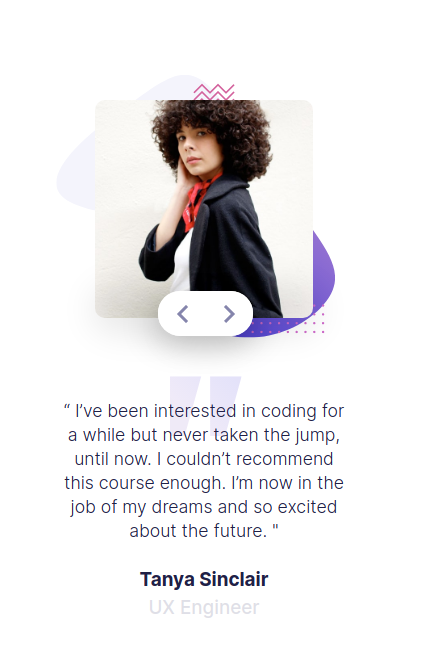 “ I’ve been interested in coding for
a while but never taken the jump,
until now. I couldn’t recommend
this course enough. I’m now in the
job of my dreams and so excited
about the future. "
Tanya Sinclair
UX Engineer